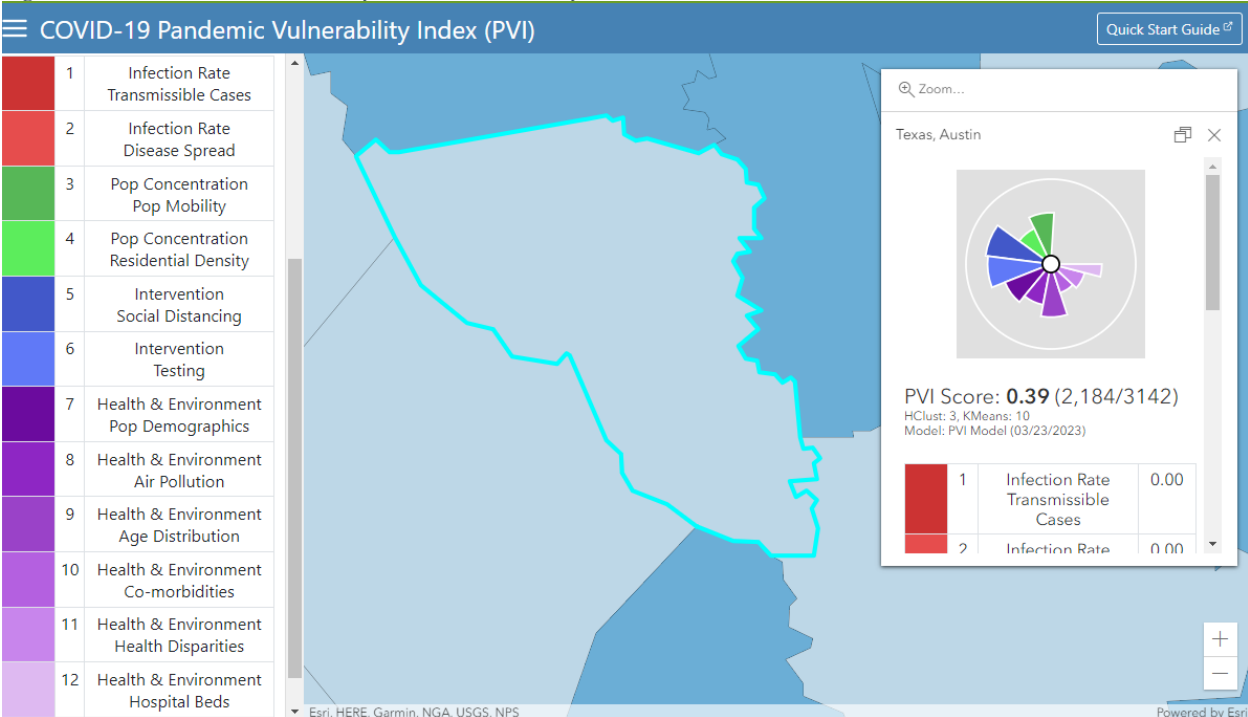 COVID-19 Pandemic Vulnerability Index (PVI)
Quick Start Guide
1 Infection Rate
Transmissible Cases
2 Infection Rate
Disease Spread
3 Pop Concentration
Pop Mobility
4 Pop Concentration
Residential Density
5 Intervention
Social Distancing
6 Intervention
Testing
7 Health & Environment
Pop Demographics
8 Health & Environment
Air Pollution
9 Health & Environment
Age Distribution
10 Health & Environment
Co-morbidities
11 Health & Environment
Health Disparities
12 Health & Environment
Hospital Beds
Zoom...
Texas, Austin
PVI Score: 0.39 (2,184/3142)
HClust: 3, KMeans: 10
Model: PVI Model (03/23/2023)
1 Infection Rate 0.00
Transmissible
Cases
2 Infection Rate 0.00
Esri, HERE, Garmin, NGA, USGS, NPS
Powered by Esri